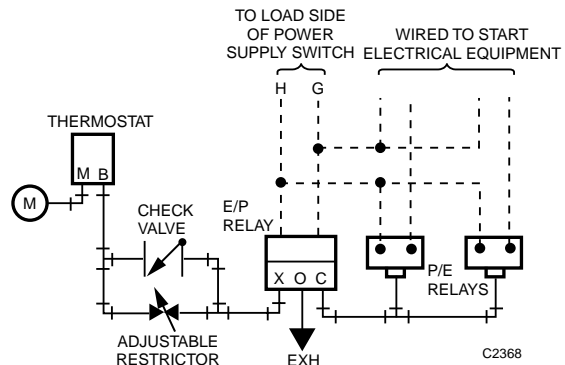 TO LOAD SIDE
OF POWER
SUPPLY SWITCH
WIRED TO START
ELECTRICAL EQUIPMENT
H G
THERMOSTAT
M B
M
CHECK
VALVE
E/P
RELAY
X O C
P/E
RELAYS
ADJUSTABLE
RESTRICTOR
EXH
C2368